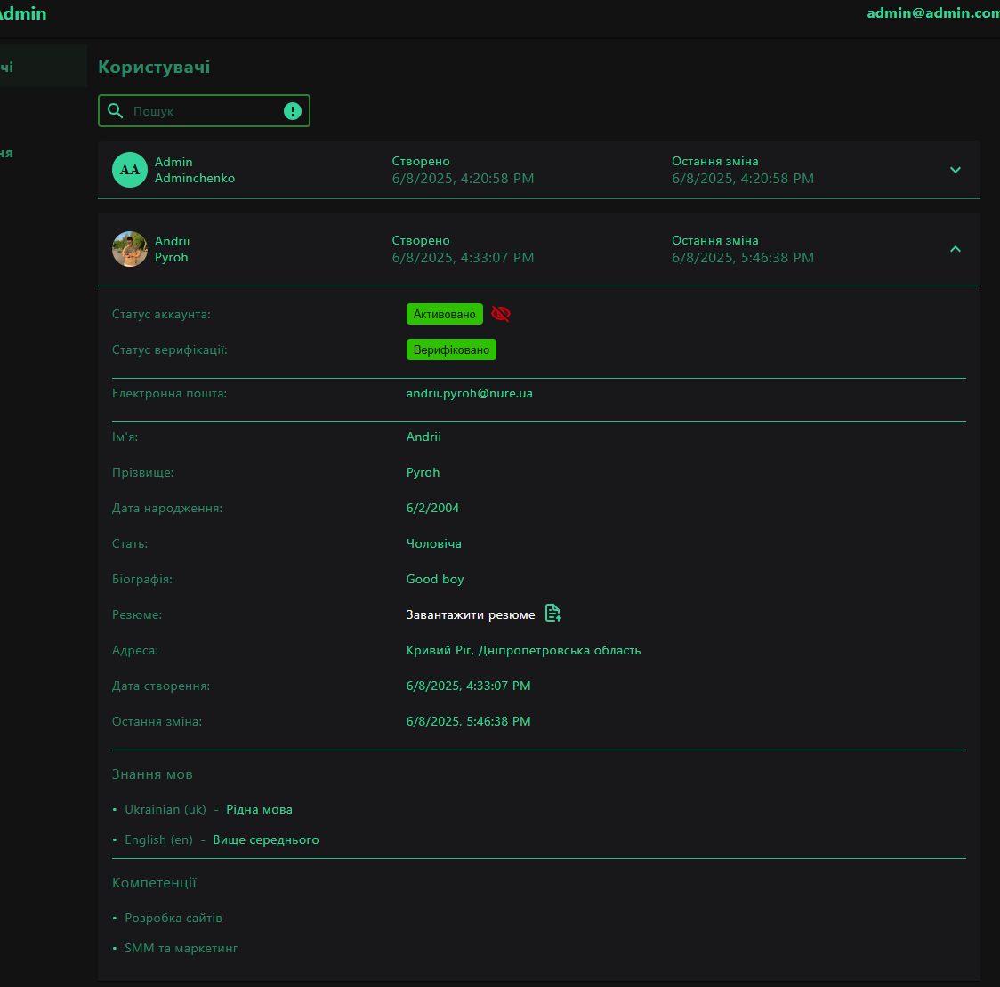 Admin
admin@admin.com
чі
Користувачі
Пошук
ня
AA
Admin
Adminchenko
Створено
6/8/2025, 4:20:58 PM
Остання зміна
6/8/2025, 4:20:58 PM
Andrii
Pyroh
Створено
6/8/2025, 4:33:07 PM
Остання зміна
6/8/2025, 5:46:38 PM
Статус аккаунта: Активовано
Статус верифікації: Верифіковано
Електронна пошта: andrii.pyroh@nure.ua
Ім'я: Andrii
Прізвище: Pyroh
Дата народження: 6/2/2004
Стать: Чоловіча
Біографія: Good boy
Резюме: Завантажити резюме
Адреса: Кривий Ріг, Дніпропетровська область
Дата створення: 6/8/2025, 4:33:07 PM
Остання зміна: 6/8/2025, 5:46:38 PM
Знання мов
• Ukrainian (uk) - Рідна мова
• English (en) - Вище середнього
Компетенції
• Розробка сайтів
• SMM та маркетинг